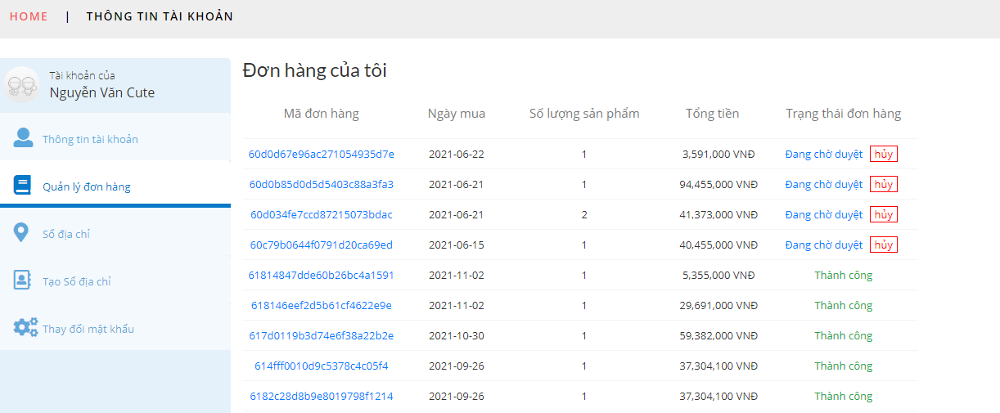 HOME | THÔNG TIN TÀI KHOẢN
Tài khoản của
Nguyễn Văn Cute
Thông tin tài khoản
Quản lý đơn hàng
Sổ địa chỉ
Tạo Sổ địa chỉ
Thay đổi mật khẩu
Đơn hàng của tôi
Mã đơn hàng Ngày mua Số lượng sản phẩm Tổng tiền Trạng thái đơn hàng
60d0d67e96ac271054935d7e 2021-06-22 1 3,591,000 VNĐ Đang chờ duyệt hủy
60d0b85d0d5d5403c88a3fa3 2021-06-21 1 94,455,000 VNĐ Đang chờ duyệt hủy
60d034fe7ccd87215073bdac 2021-06-21 2 41,373,000 VNĐ Đang chờ duyệt hủy
60c79b0644f0791d20ca69ed 2021-06-15 1 40,455,000 VNĐ Đang chờ duyệt hủy
61814847dde60b26bc4a1591 2021-11-02 1 5,355,000 VNĐ Thành công
618146eef2d5b61cf4622e9e 2021-11-02 1 29,691,000 VNĐ Thành công
617d0119b3d74e6f38a22b2e 2021-10-30 1 59,382,000 VNĐ Thành công
614fff0010d9c5378c4c05f4 2021-09-26 1 37,304,100 VNĐ Thành công
6182c28d8b9e8019798f1214 2021-09-26 1 37,304,100 VNĐ Thành công